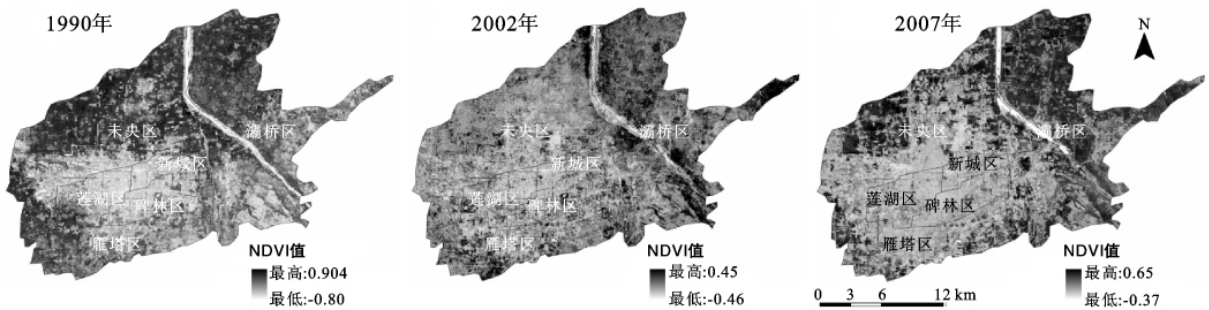 1990年
未央区
灞桥区
新城区
莲湖区
碑林区
雁塔区
NDVI值
最高:0.904
最低:-0.80
2002年
未央区
灞桥区
新城区
莲湖区
碑林区
雁塔区
NDVI值
最高:0.45
最低:-0.46
2007年
N
未央区
灞桥区
新城区
莲湖区
碑林区
雁塔区
NDVI值
最高:0.65
最低:-0.37
0 3 6 12 km